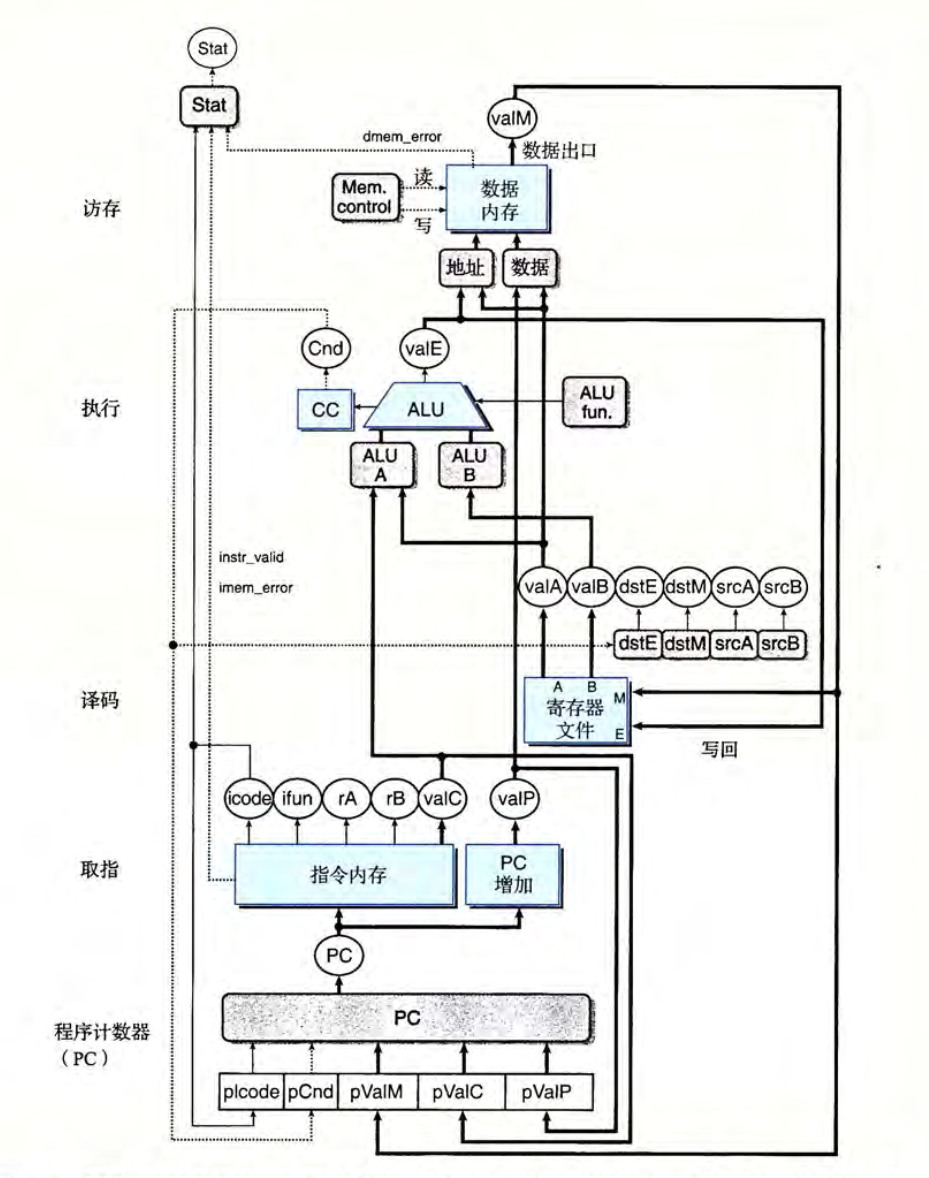 Stat
Stat
dmem_error
valM
数据出口
访存
Mem.
control
读
写
数据
内存
地址
数据
Cnd
valE
执行
CC
ALU
ALU
fun.
ALU
A
ALU
B
instr_valid
imem_error
valA
valB
dstE
dstM
srcA
srcB
dstE
dstM
srcA
srcB
译码
A
B
M
寄存器
文件
E
写回
icode
ifun
rA
rB
valC
valP
取指
指令内存
PC
增加
PC
程序计数器
(PC)
PC
pIcode
pCnd
pValM
pValC
pValP